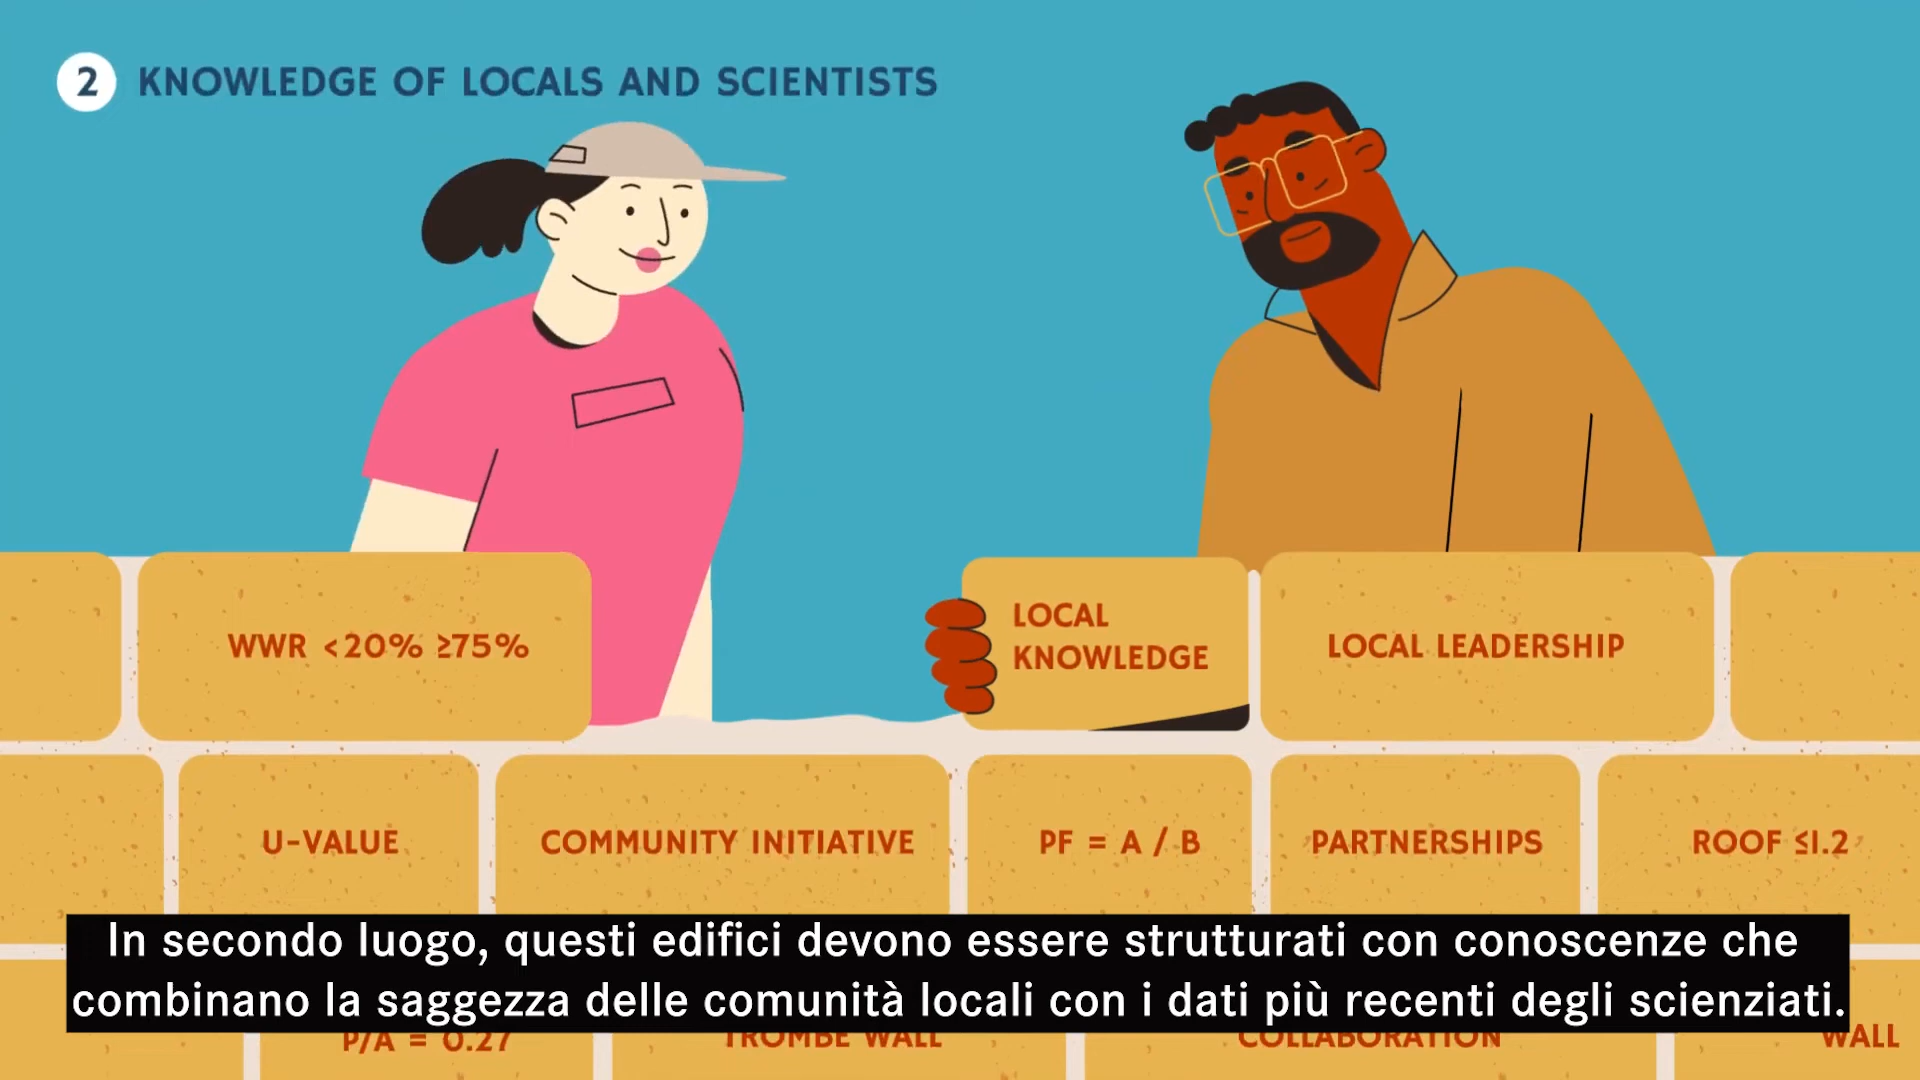 2 KNOWLEDGE OF LOCALS AND SCIENTISTS
WWR <20% ≥75%
LOCAL
KNOWLEDGE
LOCAL LEADERSHIP
U-VALUE
COMMUNITY INITIATIVE
PF = A / B
PARTNERSHIPS
ROOF ≤1.2
In secondo luogo, questi edifici devono essere strutturati con conoscenze che
combinano la saggezza delle comunità locali con i dati più recenti degli scienziati.
P/A = 0.27
TROMBE WALL
COLLABORATION
WALL